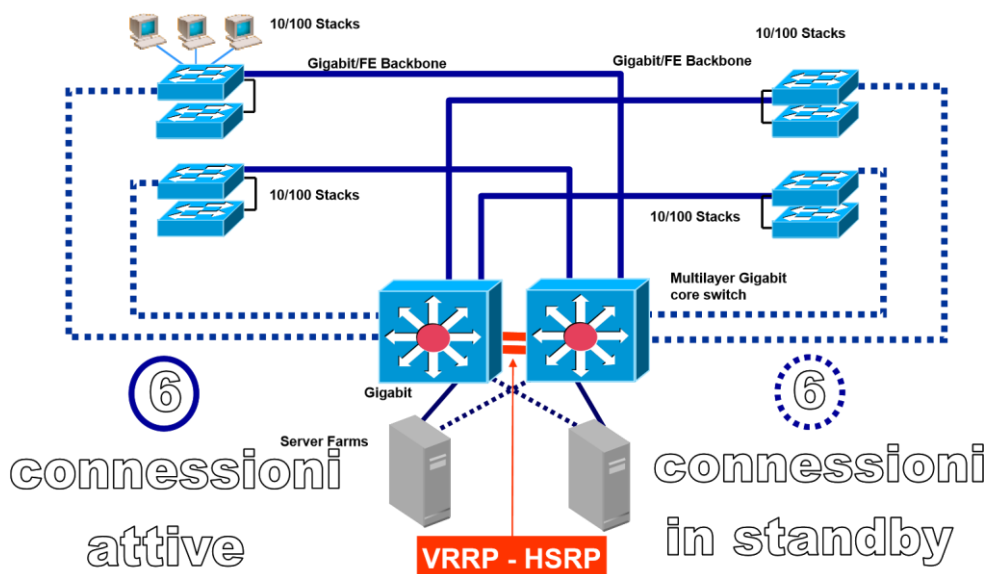 10/100 Stacks
10/100 Stacks
Gigabit/FE Backbone
Gigabit/FE Backbone
10/100 Stacks
10/100 Stacks
Multilayer Gigabit
core switch
Gigabit
6
6
Server Farms
connessioni
attive
connessioni
in standby
VRRP - HSRP